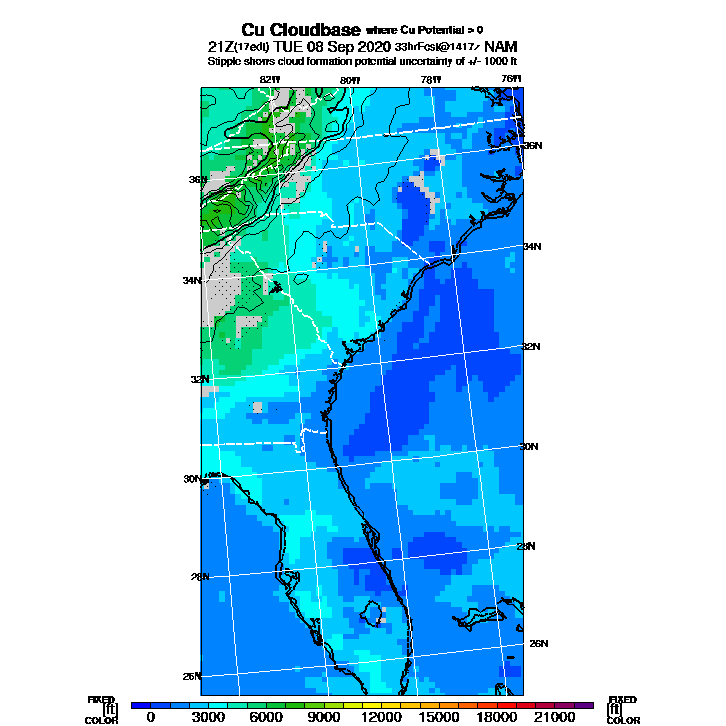 Cu Cloudbase where Cu Potential > 0
21Z(17edt) TUE 08 Sep 2020 33hrFcst@1417z NAM
Stipple shows cloud formation potential uncertainty of +/- 1000 ft
82W 80W 78W 76W
36N 36N
34N 34N
32N 32N
30N 30N
28N 28N
26N 26N
FIXED FIXED
[ft] [ft]
COLOR COLOR
0 3000 6000 9000 12000 15000 18000 21000